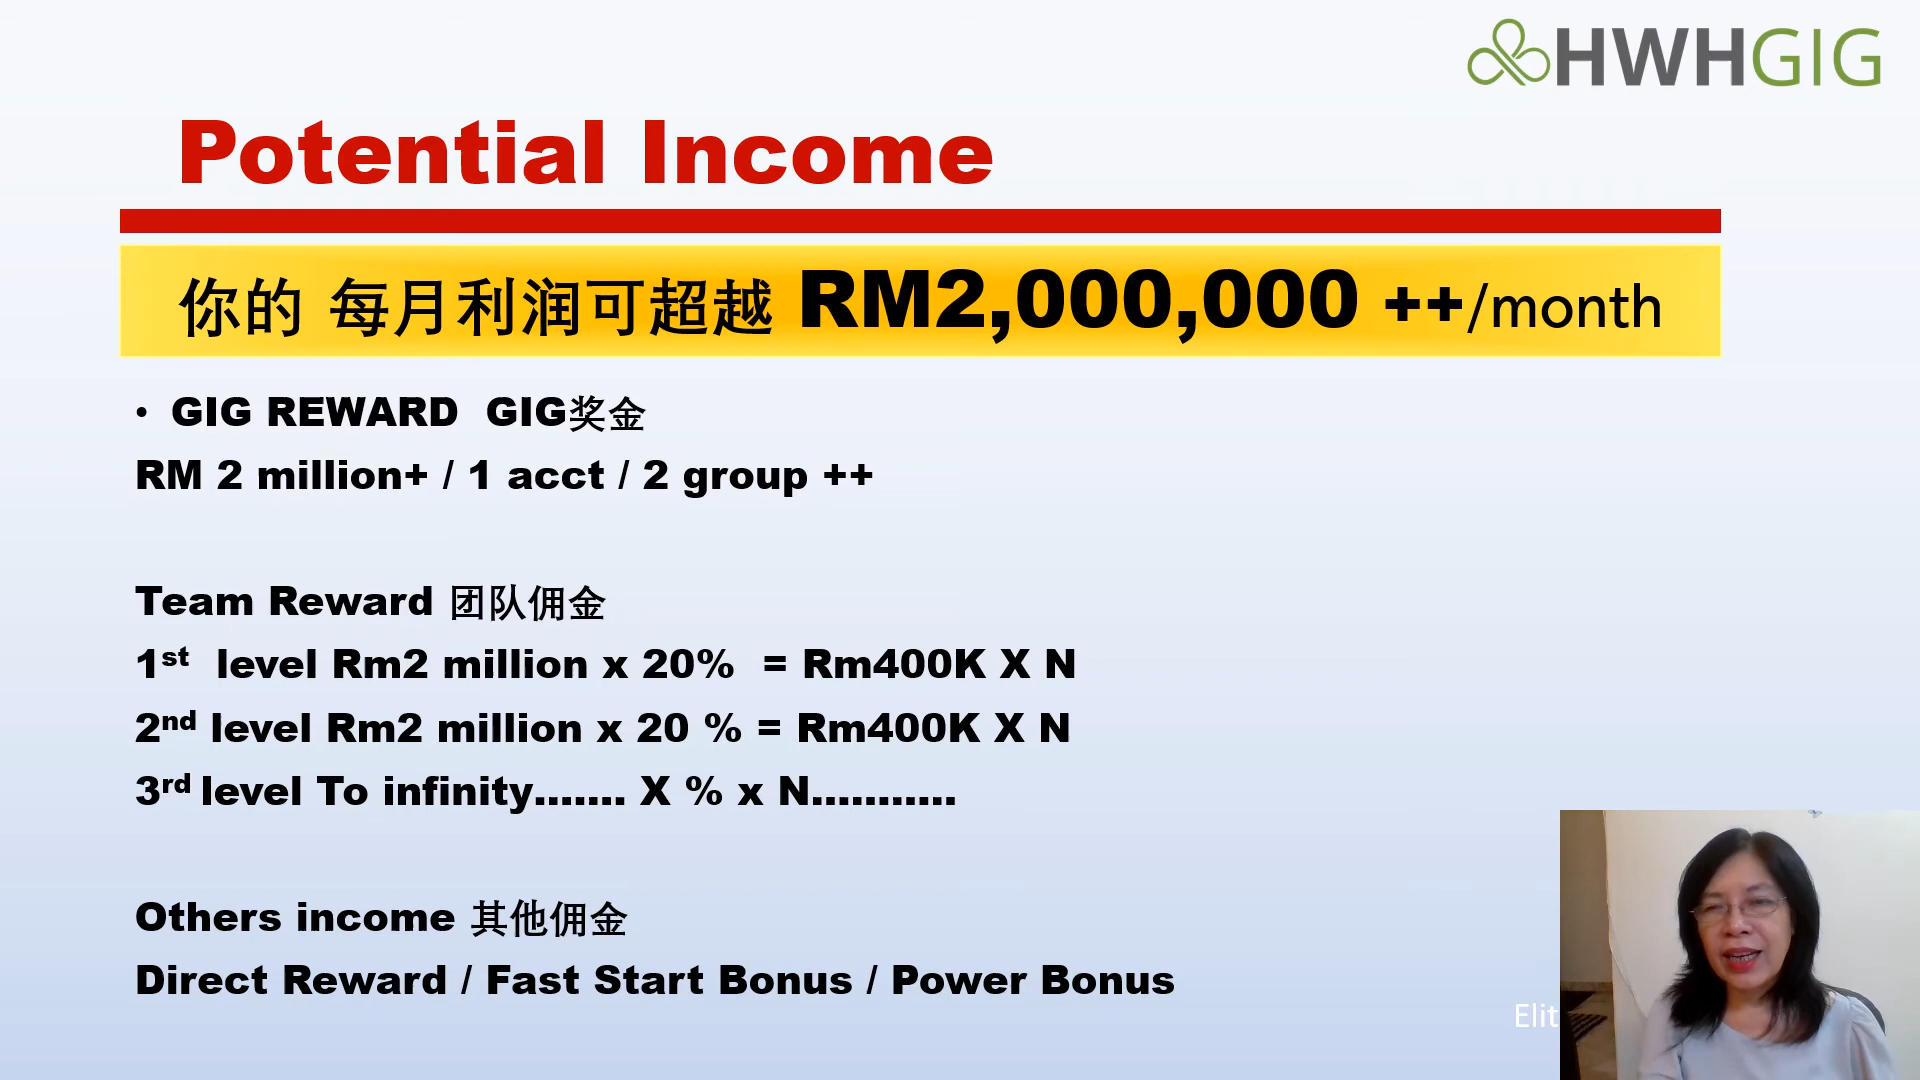 HWHGIG
Potential Income
你的 每月利润可超越 RM2,000,000 ++/month
• GIG REWARD GIG奖金
RM 2 million+ / 1 acct / 2 group ++
Team Reward 团队佣金
1st level Rm2 million x 20% = Rm400K X N
2nd level Rm2 million x 20 % = Rm400K X N
3rd level To infinity....... X % x N...........
Others income 其他佣金
Direct Reward / Fast Start Bonus / Power Bonus
Elit